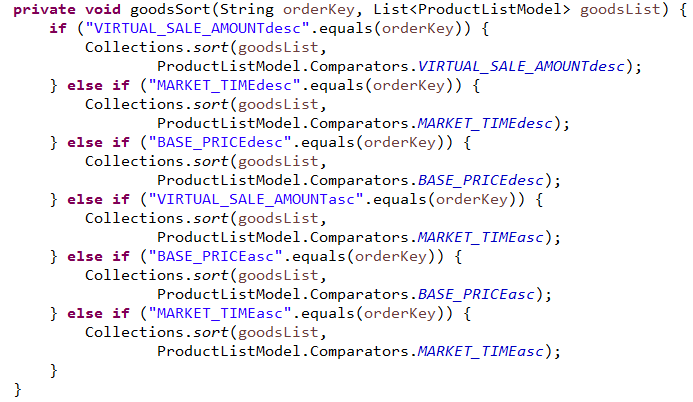 private void goodsSort(String orderKey, List<ProductListModel> goodsList) {
    if ("VIRTUAL_SALE_AMOUNTdesc".equals(orderKey)) {
        Collections.sort(goodsList,
                ProductListModel.Comparators.VIRTUAL_SALE_AMOUNTdesc);
    } else if ("MARKET_TIMEdesc".equals(orderKey)) {
        Collections.sort(goodsList,
                ProductListModel.Comparators.MARKET_TIMEdesc);
    } else if ("BASE_PRICEdesc".equals(orderKey)) {
        Collections.sort(goodsList,
                ProductListModel.Comparators.BASE_PRICEdesc);
    } else if ("VIRTUAL_SALE_AMOUNTasc".equals(orderKey)) {
        Collections.sort(goodsList,
                ProductListModel.Comparators.MARKET_TIMEasc);
    } else if ("BASE_PRICEasc".equals(orderKey)) {
        Collections.sort(goodsList,
                ProductListModel.Comparators.BASE_PRICEasc);
    } else if ("MARKET_TIMEasc".equals(orderKey)) {
        Collections.sort(goodsList,
                ProductListModel.Comparators.MARKET_TIMEasc);
    }
}